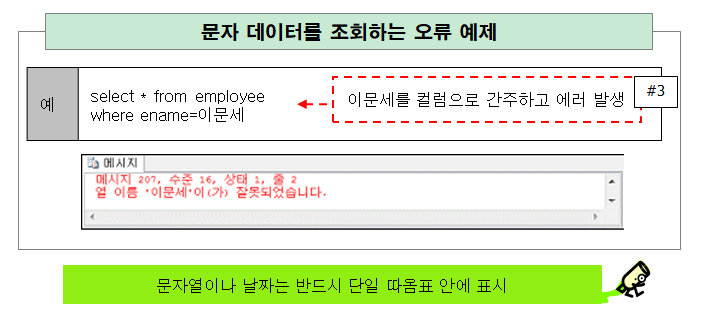 문자 데이터를 조회하는 오류 예제
예
select * from employee
where ename=이문세
이문세를 컬럼으로 간주하고 에러 발생
#3
메시지
메시지 207, 수준 16, 상태 1, 줄 2
열 이름 '이문세'이(가) 잘못되었습니다.
문자열이나 날짜는 반드시 단일 따옴표 안에 표시